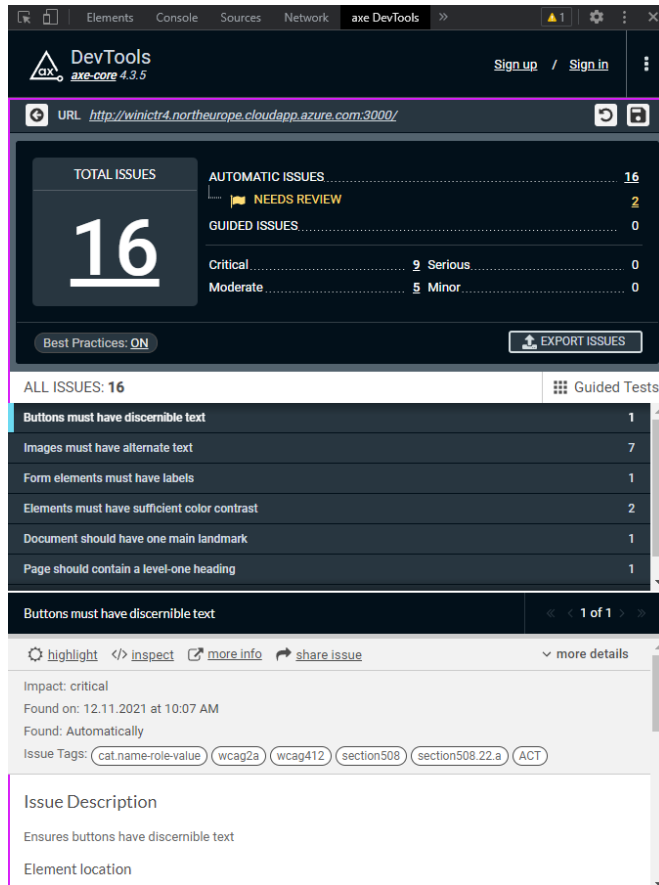 Elements Console Sources Network axe DevTools » 1
DevTools
ax
axe-core 4.3.5
Sign up / Sign in
URL http://winictr4.northeurope.cloudapp.azure.com:3000/
TOTAL ISSUES
16
AUTOMATIC ISSUES 16
NEEDS REVIEW 2
GUIDED ISSUES 0
Critical 9 Serious 0
Moderate 5 Minor 0
Best Practices: ON
EXPORT ISSUES
ALL ISSUES: 16
Guided Tests
Buttons must have discernible text 1
Images must have alternate text 7
Form elements must have labels 1
Elements must have sufficient color contrast 2
Document should have one main landmark 1
Page should contain a level-one heading 1
Buttons must have discernible text
« < 1 of 1 > »
highlight </> inspect more info share issue
more details
Impact: critical
Found on: 12.11.2021 at 10:07 AM
Found: Automatically
Issue Tags: cat.name-role-value wcag2a wcag412 section508 section508.22.a ACT
Issue Description
Ensures buttons have discernible text
Element location